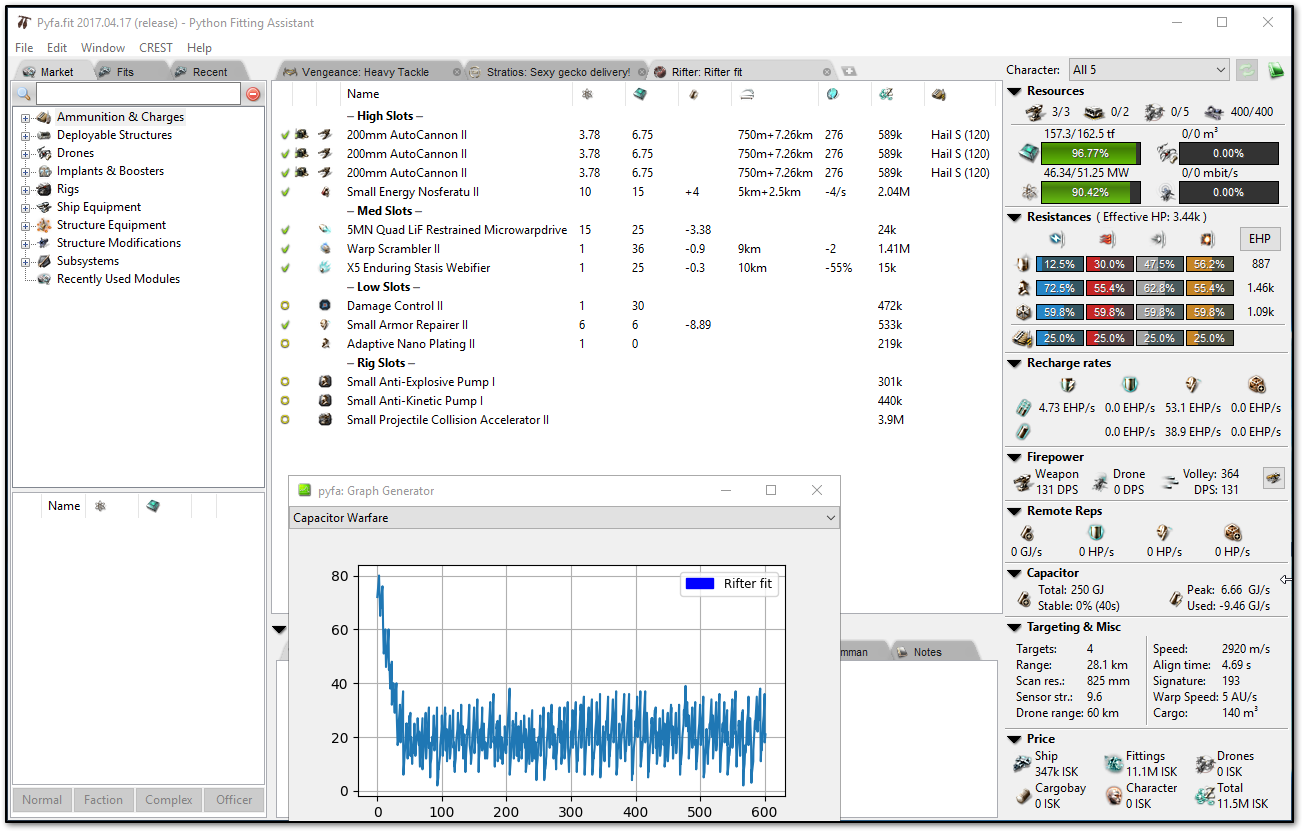 Pyfa.fit 2017.04.17 (release) - Python Fitting Assistant
File Edit Window CREST Help
Market Fits Recent
Ammunition & Charges
Deployable Structures
Drones
Implants & Boosters
Rigs
Ship Equipment
Structure Equipment
Structure Modifications
Subsystems
Recently Used Modules
Name
Normal Faction Complex Officer
Vengeance: Heavy Tackle Stratios: Sexy gecko delivery! Rifter: Rifter fit
Name
– High Slots –
200mm AutoCannon II 3.78 6.75 750m+7.26km 276 589k Hail S (120)
200mm AutoCannon II 3.78 6.75 750m+7.26km 276 589k Hail S (120)
200mm AutoCannon II 3.78 6.75 750m+7.26km 276 589k Hail S (120)
Small Energy Nosferatu II 10 15 +4 5km+2.5km -4/s 2.04M
– Med Slots –
5MN Quad LiF Restrained Microwarpdrive 15 25 -3.38 24k
Warp Scrambler II 1 36 -0.9 9km -2 1.41M
X5 Enduring Stasis Webifier 1 25 -0.3 10km -55% 15k
– Low Slots –
Damage Control II 1 30 472k
Small Armor Repairer II 6 6 -8.89 533k
Adaptive Nano Plating II 1 0 219k
– Rig Slots –
Small Anti-Explosive Pump I 301k
Small Anti-Kinetic Pump I 440k
Small Projectile Collision Accelerator II 3.9M
pyfa: Graph Generator
Capacitor Warfare
Rifter fit
80
60
40
20
0
0 100 200 300 400 500 600
mman Notes
Character: All 5
Resources
3/3 0/2 0/5 400/400
157.3/162.5 tf 0/0 m³
96.77% 0.00%
46.34/51.25 MW 0/0 mbit/s
90.42% 0.00%
Resistances ( Effective HP: 3.44k )
EHP
12.5% 30.0% 47.5% 56.2% 887
72.5% 55.4% 62.8% 55.4% 1.46k
59.8% 59.8% 59.8% 59.8% 1.09k
25.0% 25.0% 25.0% 25.0%
Recharge rates
4.73 EHP/s 0.0 EHP/s 53.1 EHP/s 0.0 EHP/s
0.0 EHP/s 38.9 EHP/s 0.0 EHP/s
Firepower
Weapon Drone Volley: 364
131 DPS 0 DPS DPS: 131
Remote Reps
0 GJ/s 0 HP/s 0 HP/s 0 HP/s
Capacitor
Total: 250 GJ Peak: 6.66 GJ/s
Stable: 0% (40s) Used: -9.46 GJ/s
Targeting & Misc
Targets: 4 Speed: 2920 m/s
Range: 28.1 km Align time: 4.69 s
Scan res.: 825 mm Signature: 193
Sensor str.: 9.6 Warp Speed: 5 AU/s
Drone range: 60 km Cargo: 140 m³
Price
Ship Fittings Drones
347k ISK 11.1M ISK 0 ISK
Cargobay Character Total
0 ISK 0 ISK 11.5M ISK